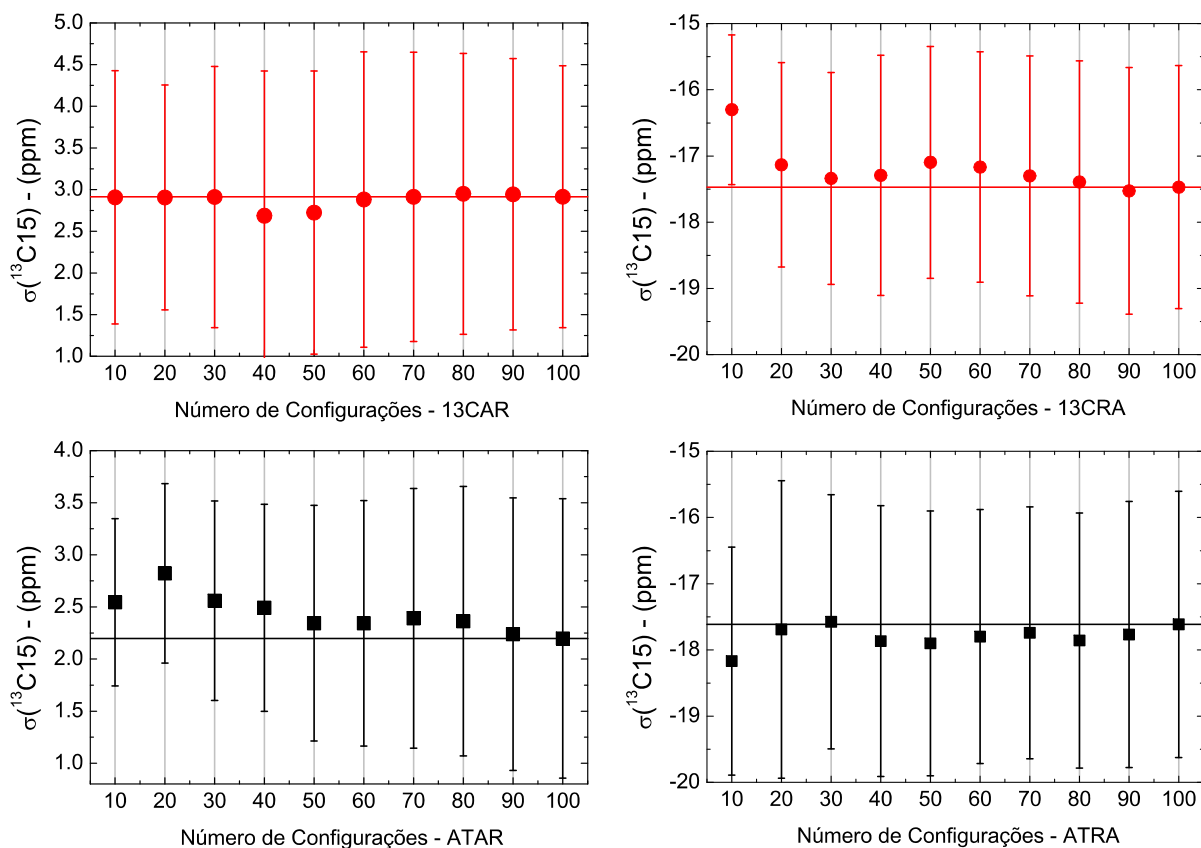 5.0
4.5
4.0
3.5
3.0
2.5
2.0
1.5
1.0
σ(¹³C15) - (ppm)
10 20 30 40 50 60 70 80 90 100
Número de Configurações - 13CAR
-15
-16
-17
-18
-19
-20
σ(¹³C15) - (ppm)
10 20 30 40 50 60 70 80 90 100
Número de Configurações - 13CRA
4.0
3.5
3.0
2.5
2.0
1.5
1.0
σ(¹³C15) - (ppm)
10 20 30 40 50 60 70 80 90 100
Número de Configurações - ATAR
-15
-16
-17
-18
-19
-20
σ(¹³C15) - (ppm)
10 20 30 40 50 60 70 80 90 100
Número de Configurações - ATRA